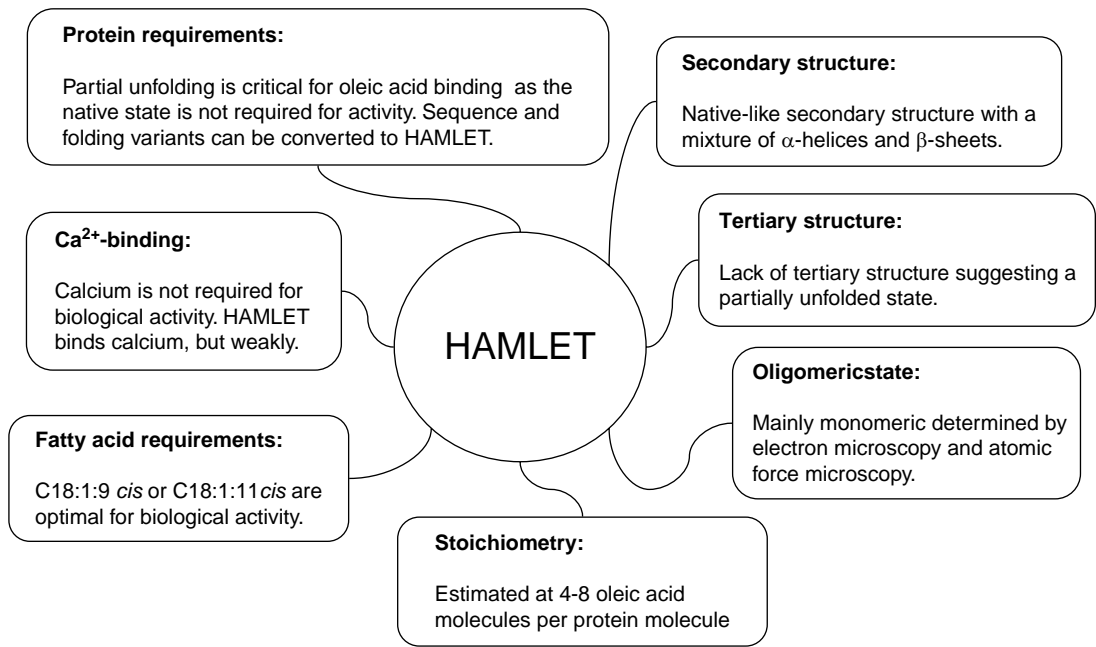 Protein requirements:
Partial unfolding is critical for oleic acid binding as the
native state is not required for activity. Sequence and
folding variants can be converted to HAMLET.
Secondary structure:
Native-like secondary structure with a
mixture of α-helices and β-sheets.
Ca²⁺-binding:
Calcium is not required for
biological activity. HAMLET
binds calcium, but weakly.
HAMLET
Tertiary structure:
Lack of tertiary structure suggesting a
partially unfolded state.
Oligomericstate:
Mainly monomeric determined by
electron microscopy and atomic
force microscopy.
Fatty acid requirements:
C18:1:9 cis or C18:1:11cis are
optimal for biological activity.
Stoichiometry:
Estimated at 4-8 oleic acid
molecules per protein molecule